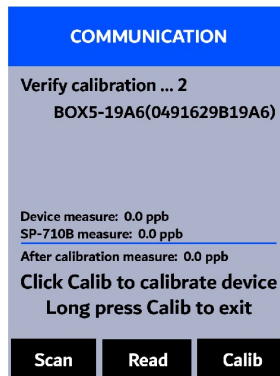 COMMUNICATION
Verify calibration ... 2
BOX5-19A6(0491629B19A6)
Device measure: 0.0 ppb
SP-710B measure: 0.0 ppb
After calibration measure: 0.0 ppb
Click Calib to calibrate device
Long press Calib to exit
Scan Read Calib